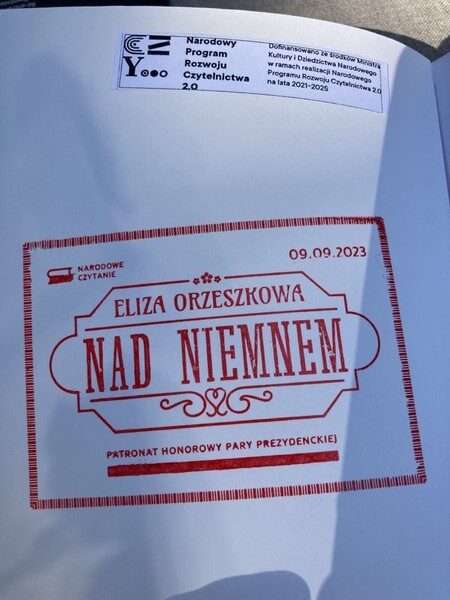 CZY
Narodowy
Program
Rozwoju
Czytelnictwa
2.0
Dofinansowano ze środków Ministra
Kultury i Dziedzictwa Narodowego
w ramach realizacji Narodowego
Programu Rozwoju Czytelnictwa 2.0
na lata 2021–2025
NARODOWE
CZYTANIE
09.09.2023
ELIZA ORZESZKOWA
NAD NIEMNEM
PATRONAT HONOROWY PARY PREZYDENCKIEJ